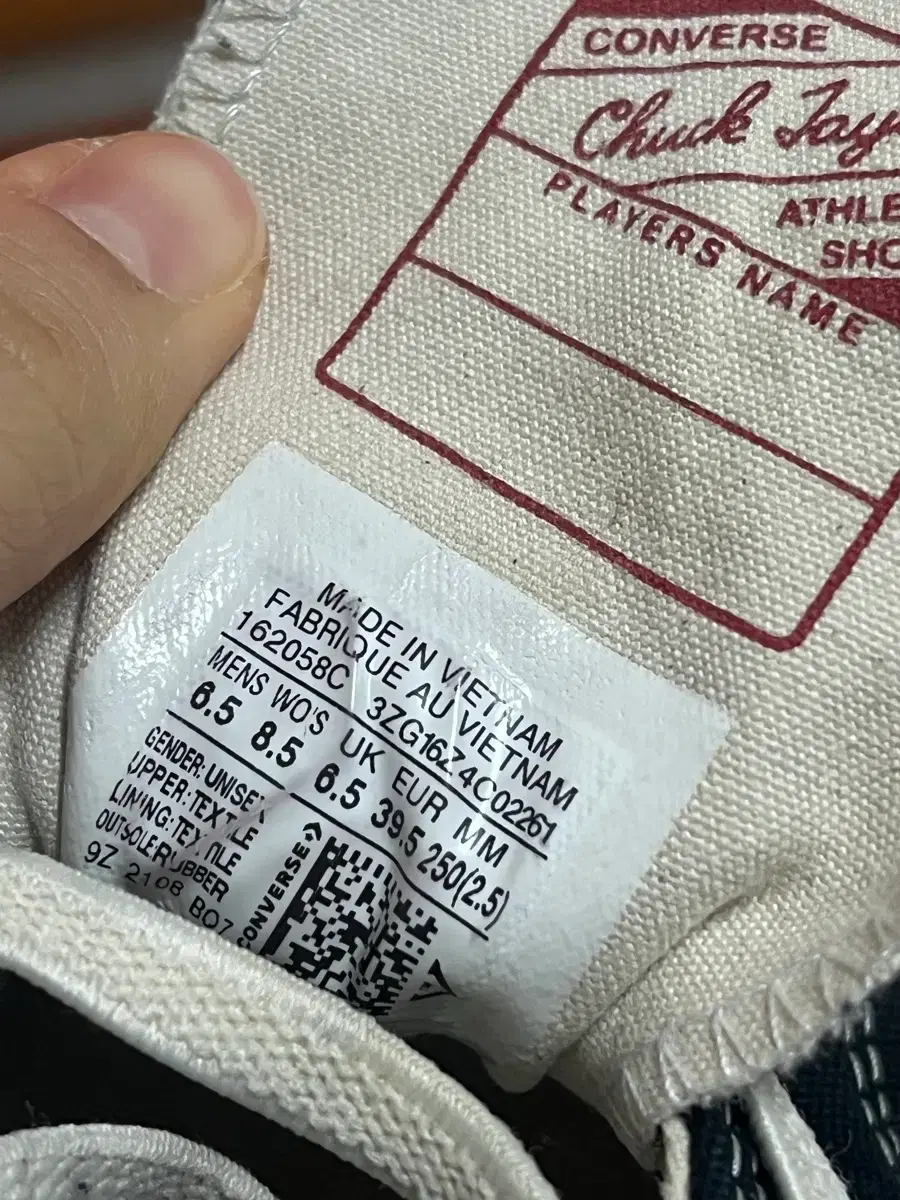 CONVERSE
Chuck Tay
ATHLE
SHO
PLAYERS NAME
MADE IN VIETNAM
FABRIQUE AU VIETNAM
162058C 3ZG16Z4C02261
MENS WO'S UK EUR MM
6.5 8.5 6.5 39.5 250(2.5)
GENDER:UNISEX
UPPER:TEXTILE
LINING:TEXTILE
OUTSOLE:RUBBER
9Z 2108 BO7
CONVERSE